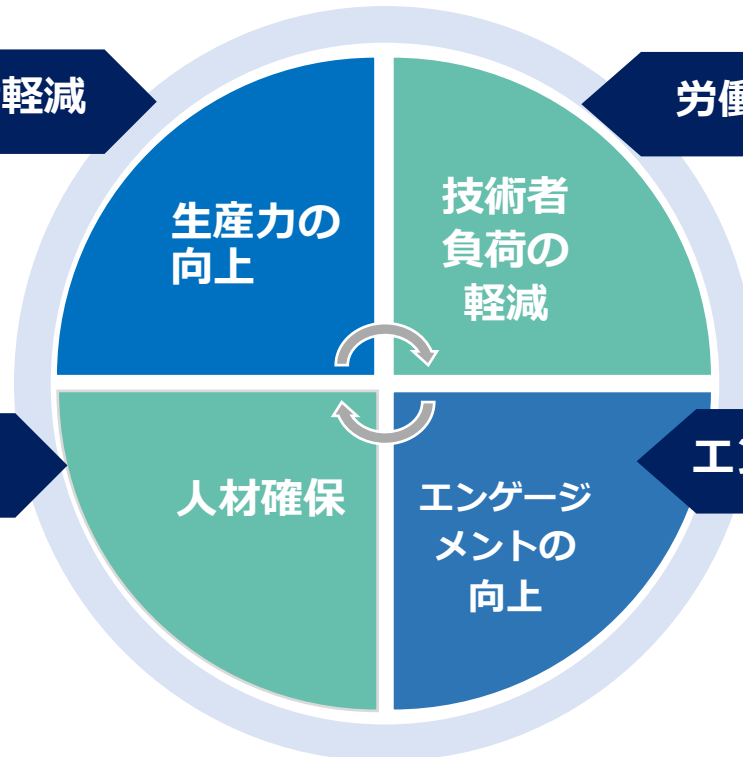 軽減
労働
生産力の
向上
技術者
負荷の
軽減
人材確保
エンゲージ
メントの
向上
エン